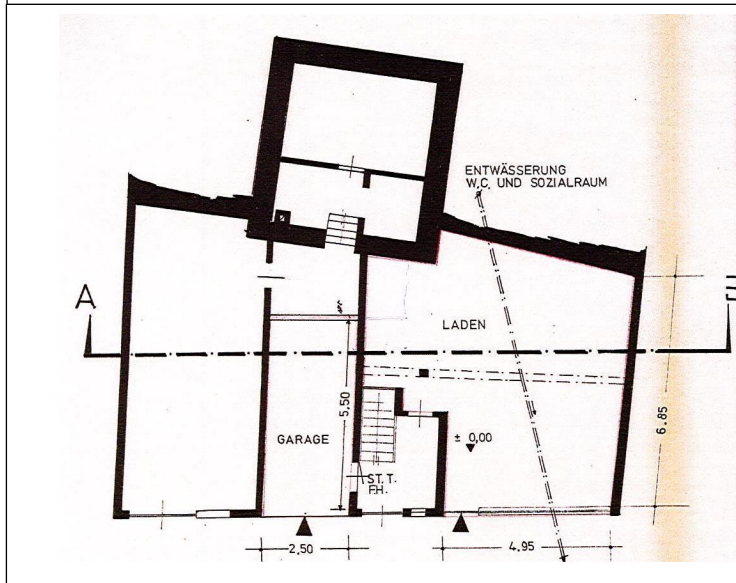 ENTWÄSSERUNG
W.C. UND SOZIALRAUM
A
LADEN
5.50
6.85
GARAGE
± 0,00
ST. T.
F.H.
2.50
4.95